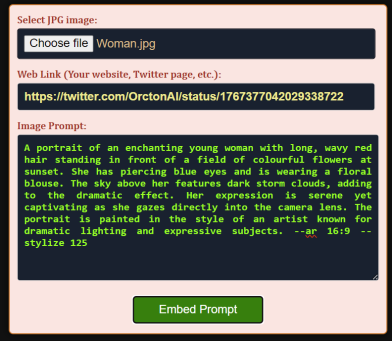 Select JPG image:
Choose file Woman.jpg
Web Link (Your website, Twitter page, etc.):
https://twitter.com/OrctonAI/status/1767377042029338722
Image Prompt:
A portrait of an enchanting young woman with long, wavy red
hair standing in front of a field of colourful flowers at
sunset. She has piercing blue eyes and is wearing a floral
blouse. The sky above her features dark storm clouds, adding
to the dramatic effect. Her expression is serene yet
captivating as she gazes directly into the camera lens. The
portrait is painted in the style of an artist known for
dramatic lighting and expressive subjects. --ar 16:9 --
stylize 125
Embed Prompt